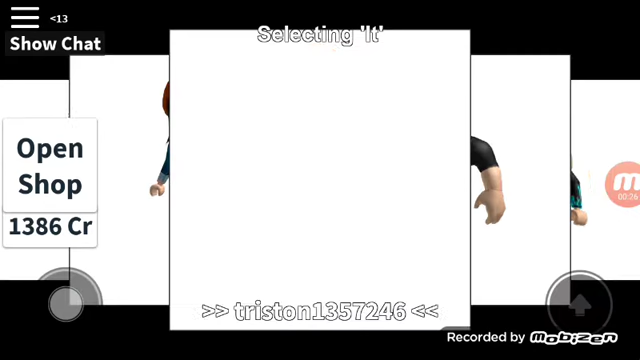 Selecting 'It'
<13
Show Chat
Open
Shop
1386 Cr
00:26
>> triston1357246 <<
Recorded by mobizen